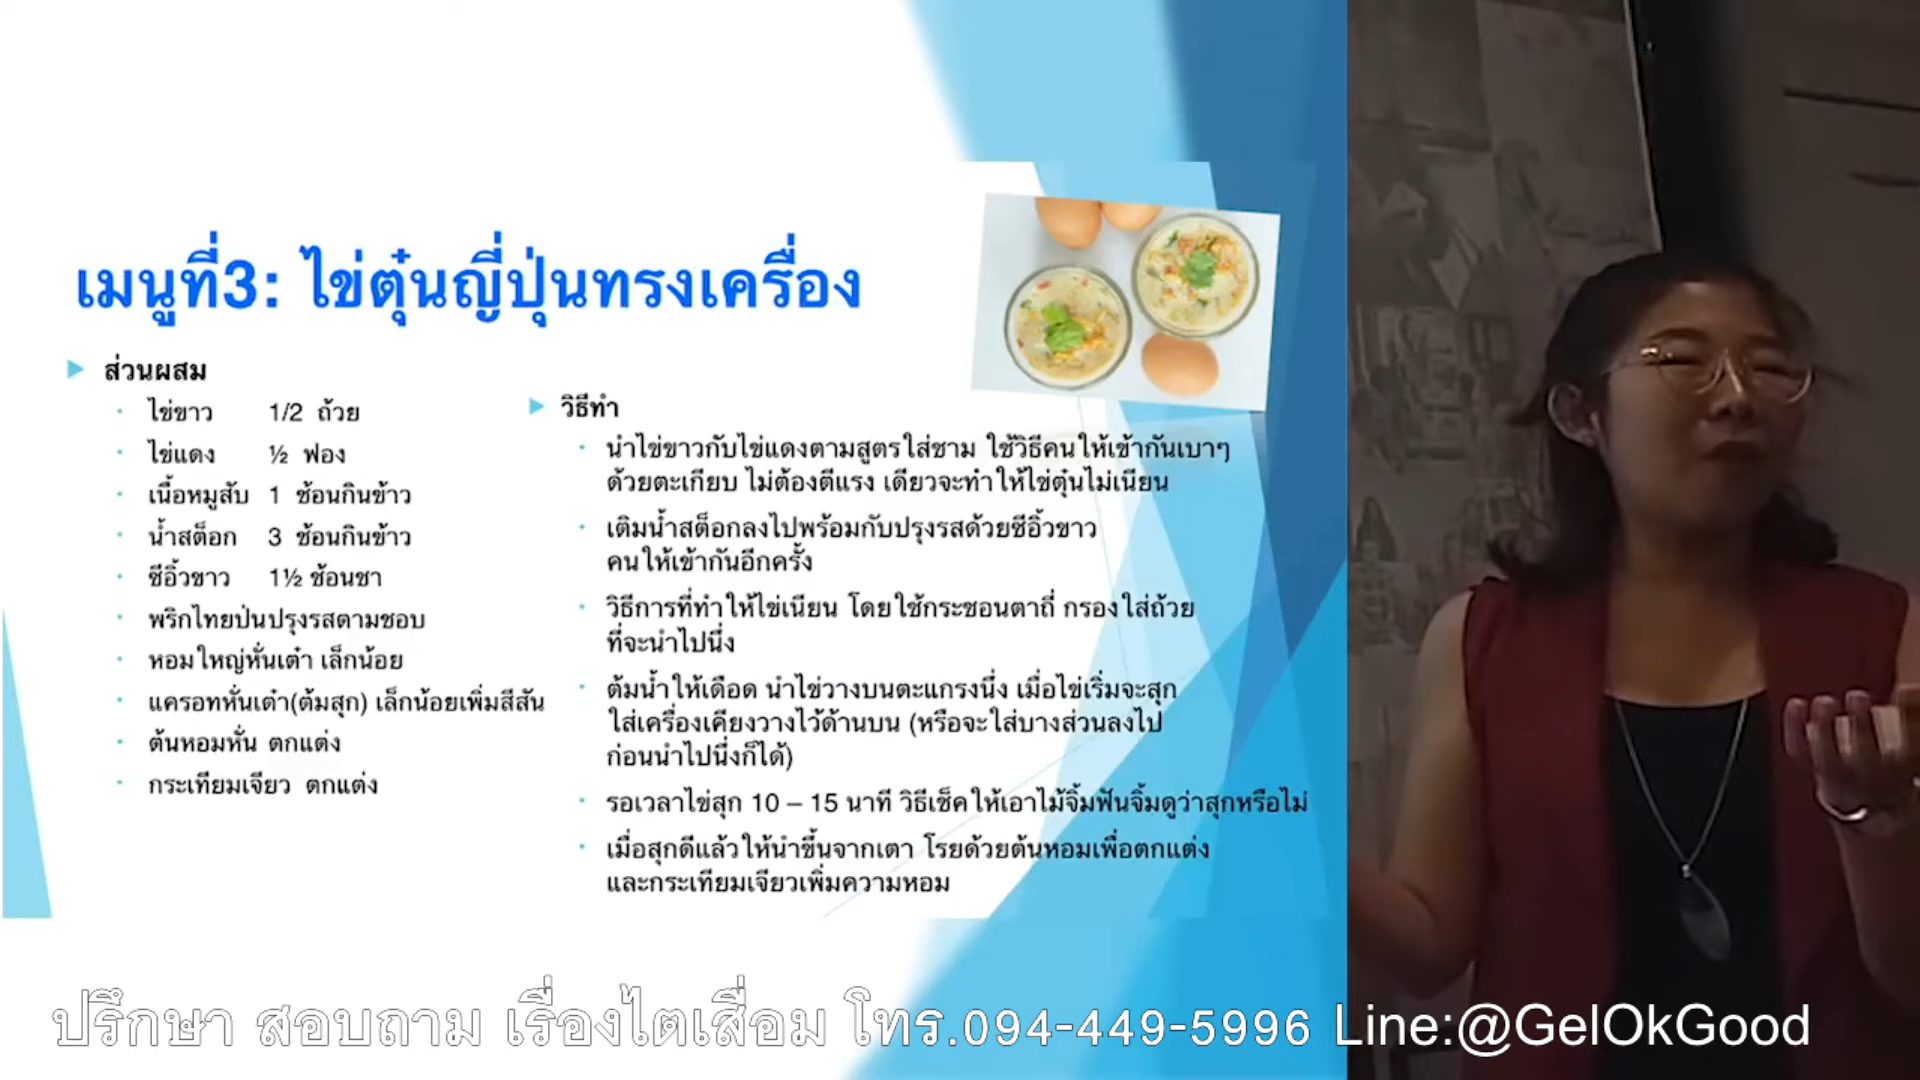 เมนูที่3: ไข่ตุ๋นญี่ปุ่นทรงเครื่อง
ส่วนผสม
ไข่ขาว 1/2 ถ้วย
ไข่แดง ½ ฟอง
เนื้อหมูสับ 1 ช้อนกินข้าว
น้ำสต็อก 3 ช้อนกินข้าว
ซีอิ้วขาว 1½ ช้อนชา
พริกไทยป่นปรุงรสตามชอบ
หอมใหญ่หั่นเต๋า เล็กน้อย
แครอทหั่นเต๋า(ต้มสุก) เล็กน้อยเพิ่มสีสัน
ต้นหอมหั่น ตกแต่ง
กระเทียมเจียว ตกแต่ง
วิธีทำ
นำไข่ขาวกับไข่แดงตามสูตรใส่ชาม ใช้วิธีคนให้เข้ากันเบาๆ
ด้วยตะเกียบ ไม่ต้องตีแรง เดียวจะทำให้ไข่ตุ๋นไม่เนียน
เติมน้ำสต็อกลงไปพร้อมกับปรุงรสด้วยซีอิ้วขาว
คนให้เข้ากันอีกครั้ง
วิธีการที่ทำให้ไข่เนียน โดยใช้กระชอนตาถี่ กรองใส่ถ้วย
ที่จะนำไปนึ่ง
ต้มน้ำให้เดือด นำไข่วางบนตะแกรงนึ่ง เมื่อไข่เริ่มจะสุก
ใส่เครื่องเคียงวางไว้ด้านบน (หรือจะใส่บางส่วนลงไป
ก่อนนำไปนึ่งก็ได้)
รอเวลาไข่สุก 10 – 15 นาที วิธีเช็คให้เอาไม้จิ้มฟันจิ้มดูว่าสุกหรือไม่
เมื่อสุกดีแล้วให้นำขึ้นจากเตา โรยด้วยต้นหอมเพื่อตกแต่ง
และกระเทียมเจียวเพิ่มความหอม
ปรึกษา สอบถาม เรื่องไตเสื่อม โทร.094-449-5996 Line:@GelOkGood